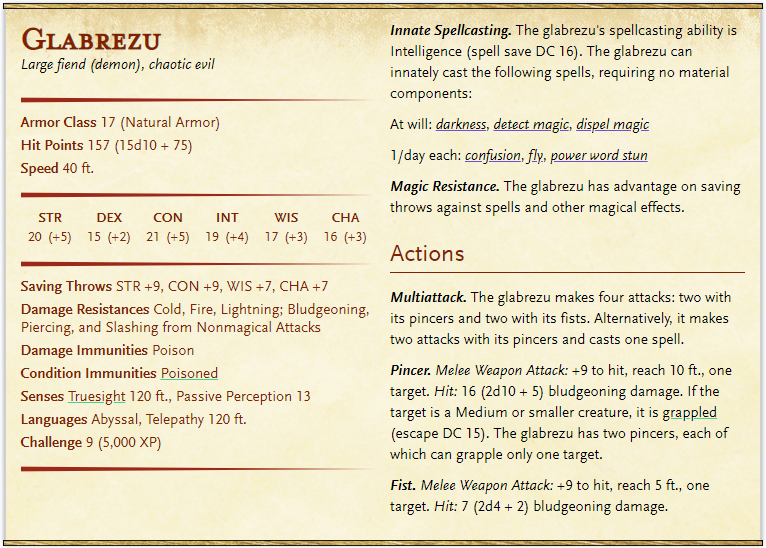 Glabrezu
Large fiend (demon), chaotic evil
Armor Class 17 (Natural Armor)
Hit Points 157 (15d10 + 75)
Speed 40 ft.
STR DEX CON INT WIS CHA
20 (+5) 15 (+2) 21 (+5) 19 (+4) 17 (+3) 16 (+3)
Saving Throws STR +9, CON +9, WIS +7, CHA +7
Damage Resistances Cold, Fire, Lightning; Bludgeoning,
Piercing, and Slashing from Nonmagical Attacks
Damage Immunities Poison
Condition Immunities Poisoned
Senses Truesight 120 ft., Passive Perception 13
Languages Abyssal, Telepathy 120 ft.
Challenge 9 (5,000 XP)
Innate Spellcasting. The glabrezu's spellcasting ability is
Intelligence (spell save DC 16). The glabrezu can
innately cast the following spells, requiring no material
components:
At will: darkness, detect magic, dispel magic
1/day each: confusion, fly, power word stun
Magic Resistance. The glabrezu has advantage on saving
throws against spells and other magical effects.
Actions
Multiattack. The glabrezu makes four attacks: two with
its pincers and two with its fists. Alternatively, it makes
two attacks with its pincers and casts one spell.
Pincer. Melee Weapon Attack: +9 to hit, reach 10 ft., one
target. Hit: 16 (2d10 + 5) bludgeoning damage. If the
target is a Medium or smaller creature, it is grappled
(escape DC 15). The glabrezu has two pincers, each of
which can grapple only one target.
Fist. Melee Weapon Attack: +9 to hit, reach 5 ft., one
target. Hit: 7 (2d4 + 2) bludgeoning damage.